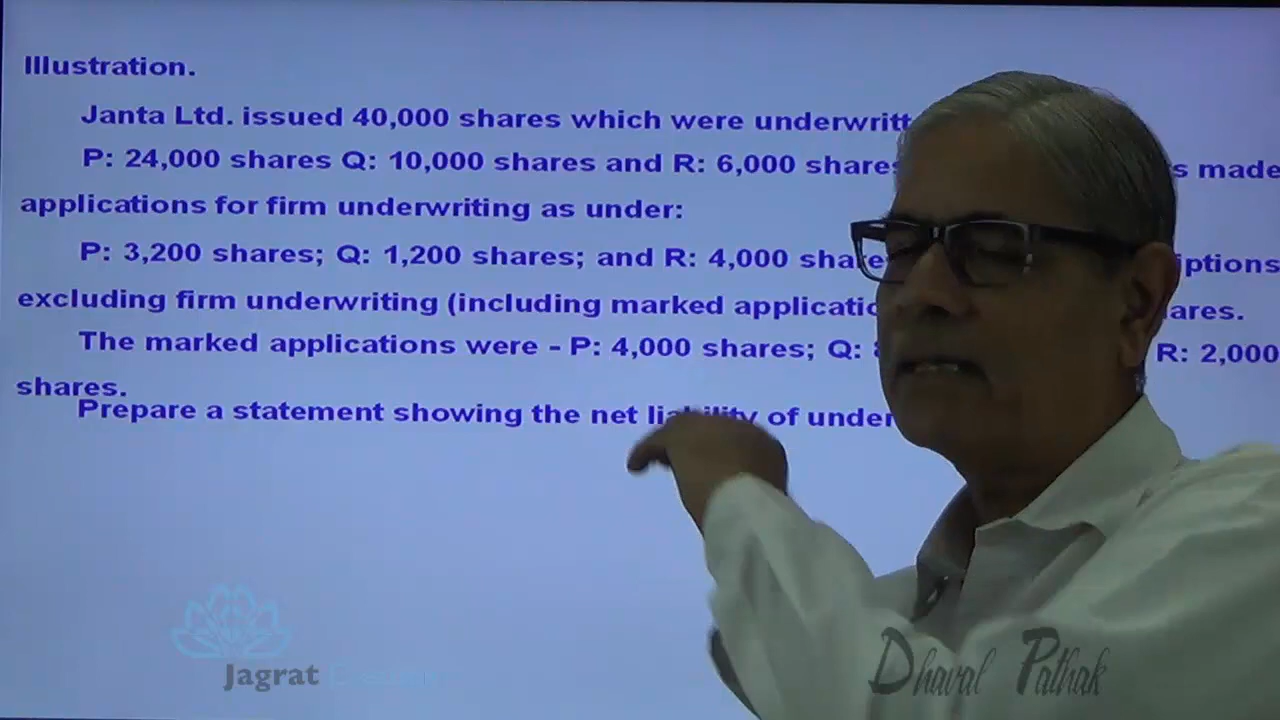 Illustration.
Janta Ltd. issued 40,000 shares which were underwritt
P: 24,000 shares Q: 10,000 shares and R: 6,000 shares made
applications for firm underwriting as under:
P: 3,200 shares; Q: 1,200 shares; and R: 4,000 share iptions
excluding firm underwriting (including marked applicatio ares.
The marked applications were - P: 4,000 shares; Q: R: 2,000
shares.
Prepare a statement showing the net liability of under
Jagrat
Dhaval Pathak